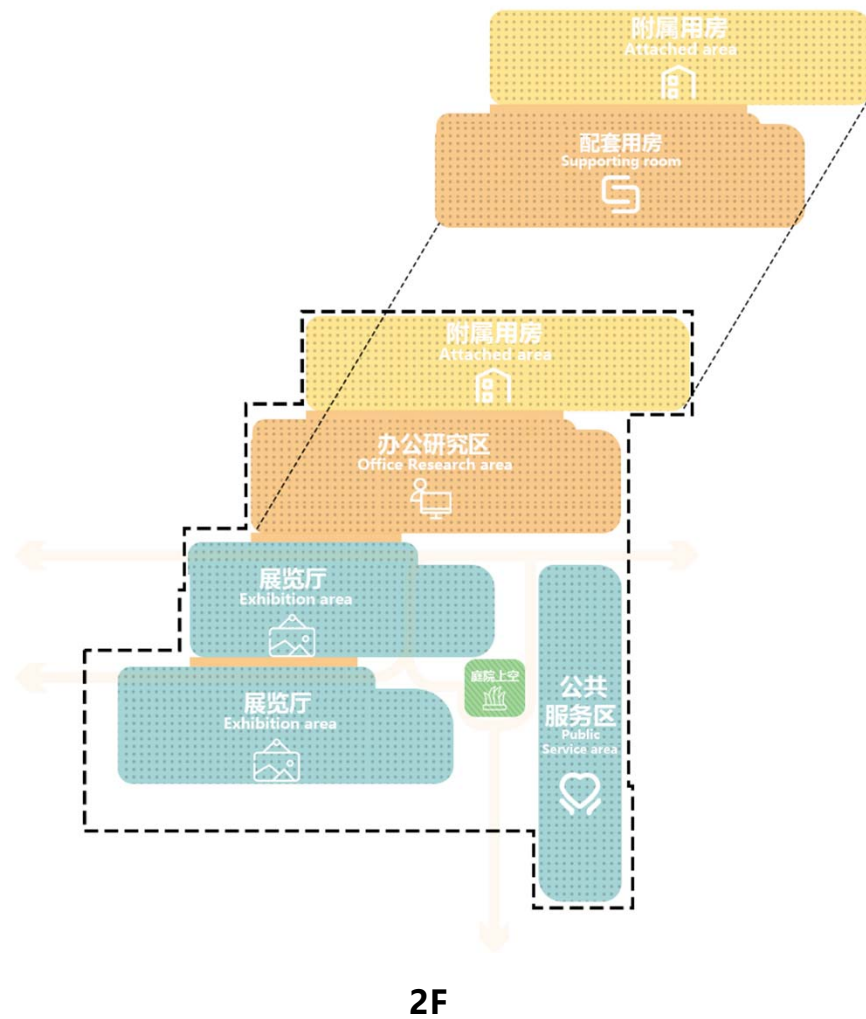 附属用房
Attached area
配套用房
Supporting room
附属用房
Attached area
办公研究区
Office Research area
展览厅
Exhibition area
展览厅
Exhibition area
庭院上空
公共
服务区
Public
Service area
2F